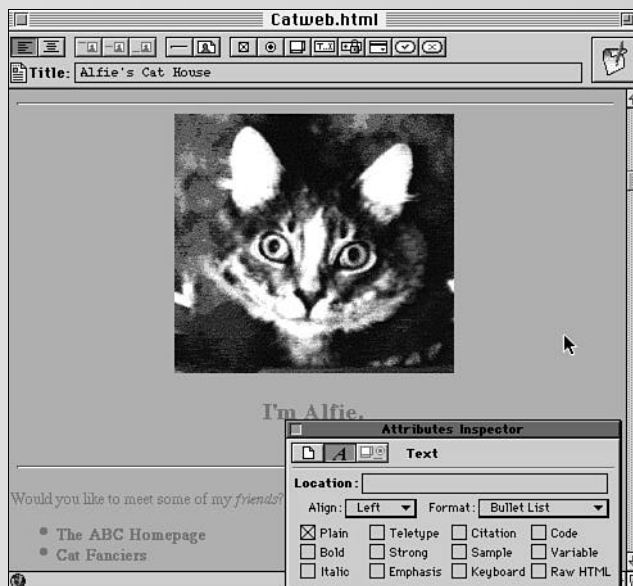 Catweb.html
Title: Alfie's Cat House
I'm Alfie.
Attributes Inspector
Text
Location:
Align: Left Format: Bullet List
Plain Teletype Citation Code
Bold Strong Sample Variable
Italic Emphasis Keyboard Raw HTML
Would you like to meet some of my friends?
The ABC Homepage
Cat Fanciers